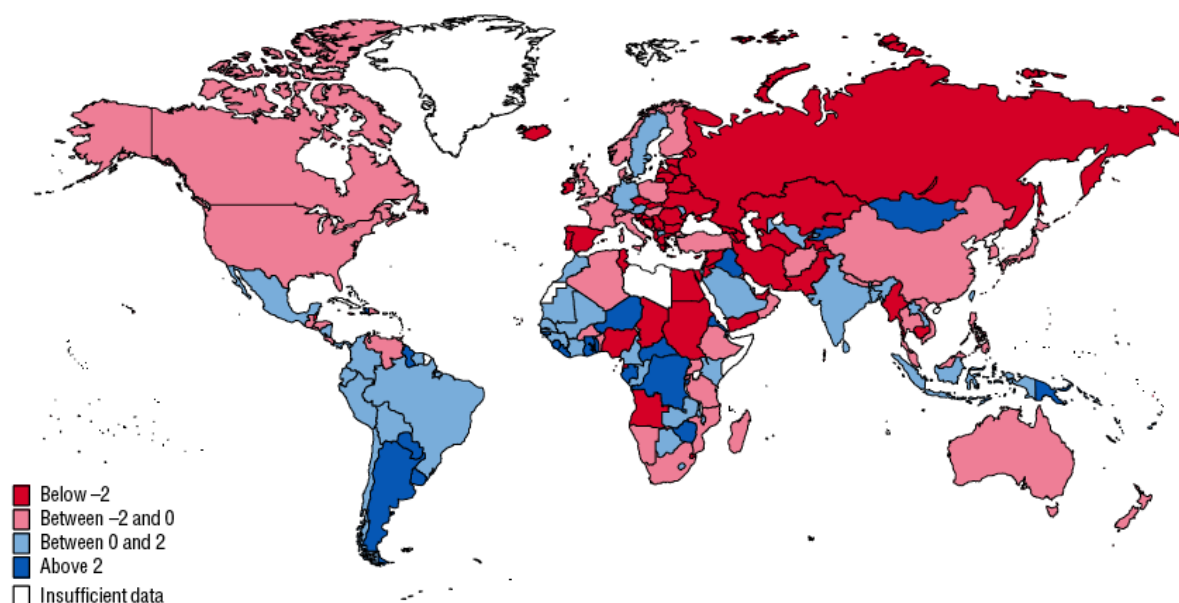 Below –2
Between –2 and 0
Between 0 and 2
Above 2
Insufficient data